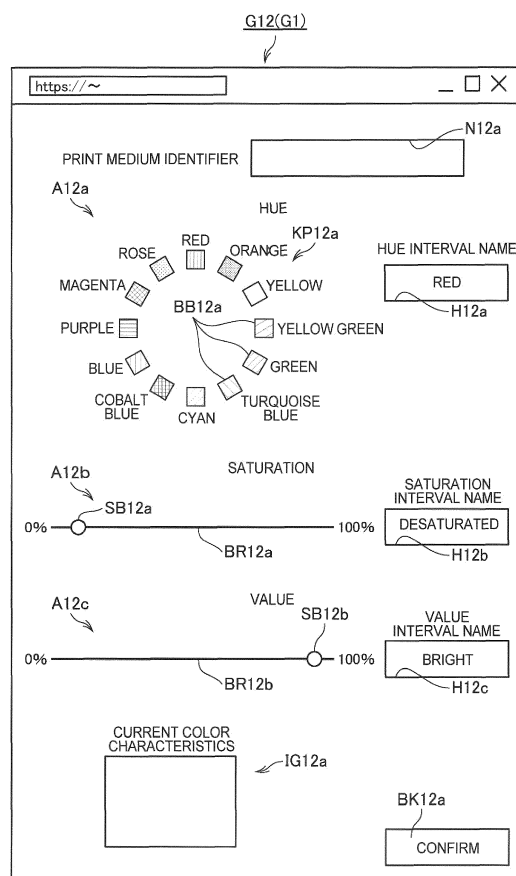 G12(G1)
https://～
N12a
PRINT MEDIUM IDENTIFIER
A12a
HUE
KP12a
RED
ORANGE
ROSE
HUE INTERVAL NAME
MAGENTA
YELLOW
RED
BB12a
H12a
PURPLE
YELLOW GREEN
BLUE
GREEN
COBALT
BLUE
TURQUOISE
BLUE
CYAN
A12b
SATURATION
SATURATION
INTERVAL NAME
SB12a
0%
100%
DESATURATED
BR12a
H12b
A12c
VALUE
SB12b
VALUE
INTERVAL NAME
0%
100%
BRIGHT
BR12b
H12c
CURRENT COLOR
CHARACTERISTICS
IG12a
BK12a
CONFIRM